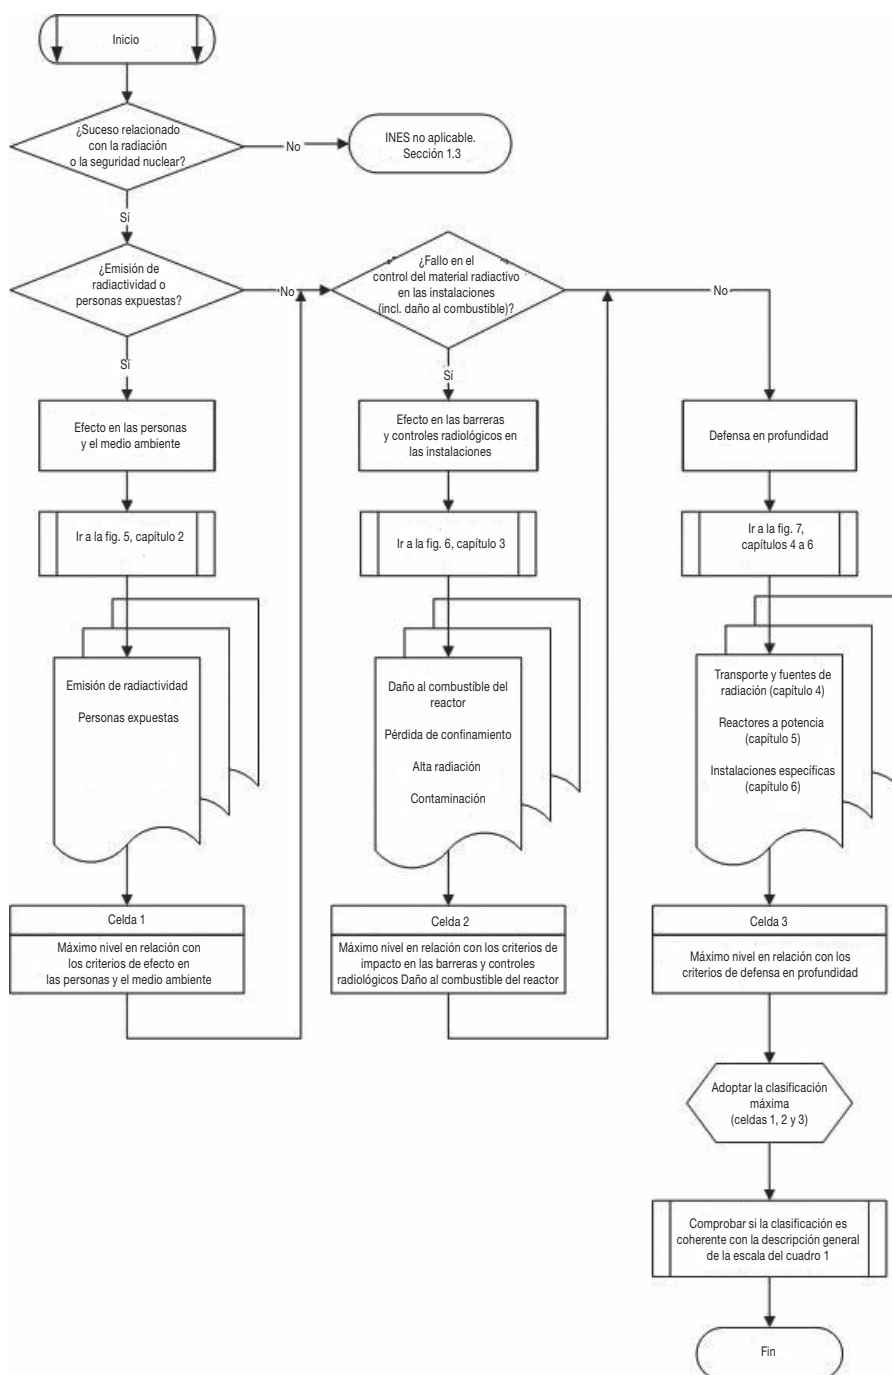 Inicio
¿Suceso relacionado
con la radiación
o la seguridad nuclear?
No
INES no aplicable.
Sección 1.3
Sí
¿Emisión de
radiactividad o
personas expuestas?
No
¿Fallo en el
control del material radiactivo
en las instalaciones
(incl. daño al combustible)?
No
Sí
Sí
Efecto en las personas
y el medio ambiente
Efecto en las barreras
y controles radiológicos en
las instalaciones
Defensa en profundidad
Ir a la fig. 5, capítulo 2
Ir a la fig. 6, capítulo 3
Ir a la fig. 7,
capítulos 4 a 6
Emisión de radiactividad
Personas expuestas
Daño al combustible del
reactor
Pérdida de confinamiento
Alta radiación
Contaminación
Transporte y fuentes de
radiación (capítulo 4)
Reactores a potencia
(capítulo 5)
Instalaciones específicas
(capítulo 6)
Celda 1
Máximo nivel en relación con
los criterios de efecto en
las personas y el medio ambiente
Celda 2
Máximo nivel en relación con los criterios de
impacto en las barreras y controles
radiológicos Daño al combustible del reactor
Celda 3
Máximo nivel en relación con los
criterios de defensa en profundidad
Adoptar la clasificación
máxima
(celdas 1, 2 y 3)
Comprobar si la clasificación es
coherente con la descripción general
de la escala del cuadro 1
Fin